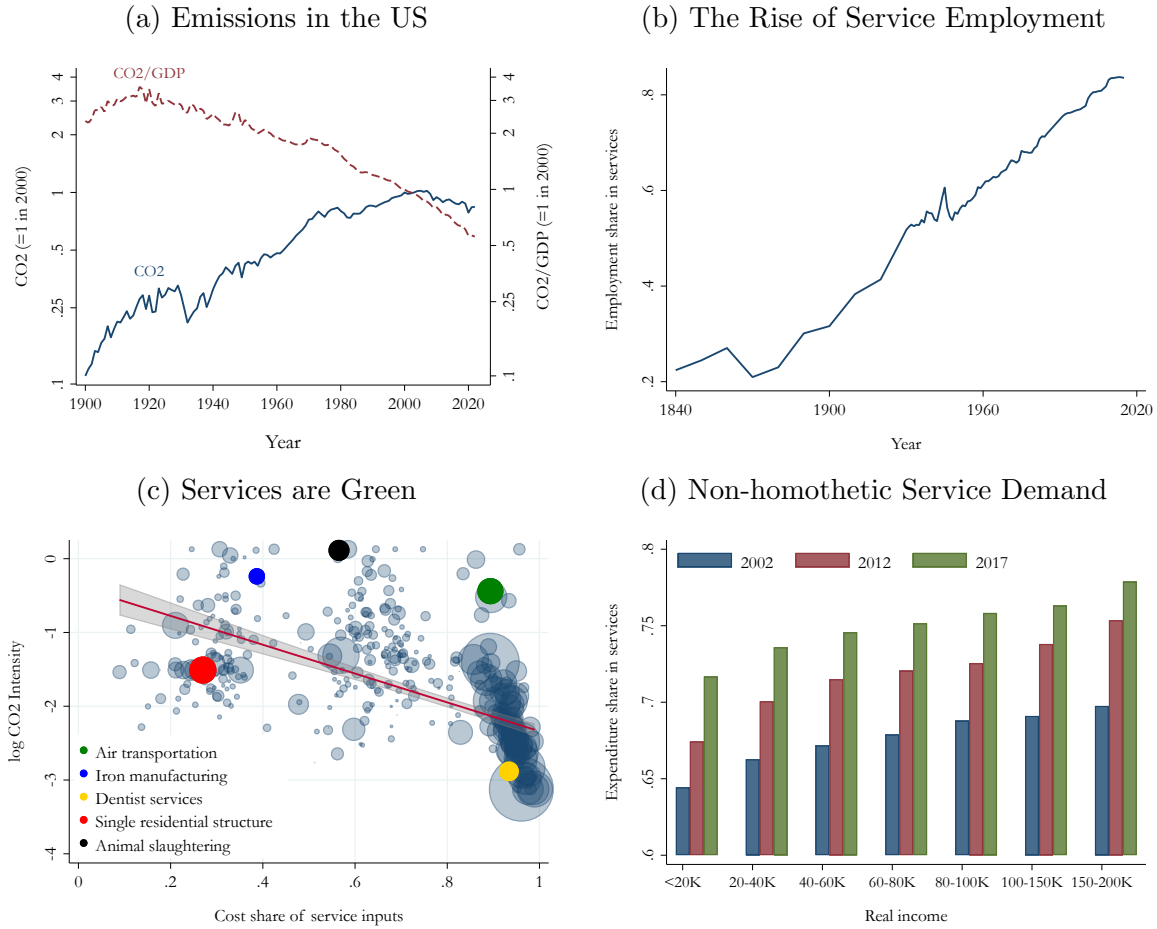 (a) Emissions in the US
CO2/GDP
CO2
CO2 (=1 in 2000)
4
3
2
1
.5
.25
.1
CO2/GDP (=1 in 2000)
4
3
2
1
.5
.25
.1
1900 1920 1940 1960 1980 2000 2020
Year
(b) The Rise of Service Employment
Employment share in services
.8
.6
.4
.2
1840 1900 1960 2020
Year
(c) Services are Green
log CO2 Intensity
0
-1
-2
-3
-4
Air transportation
Iron manufacturing
Dentist services
Single residential structure
Animal slaughtering
0 .2 .4 .6 .8 1
Cost share of service inputs
(d) Non-homothetic Service Demand
2002 2012 2017
Expenditure share in services
.8
.75
.7
.65
.6
<20K 20-40K 40-60K 60-80K 80-100K 100-150K 150-200K
Real income